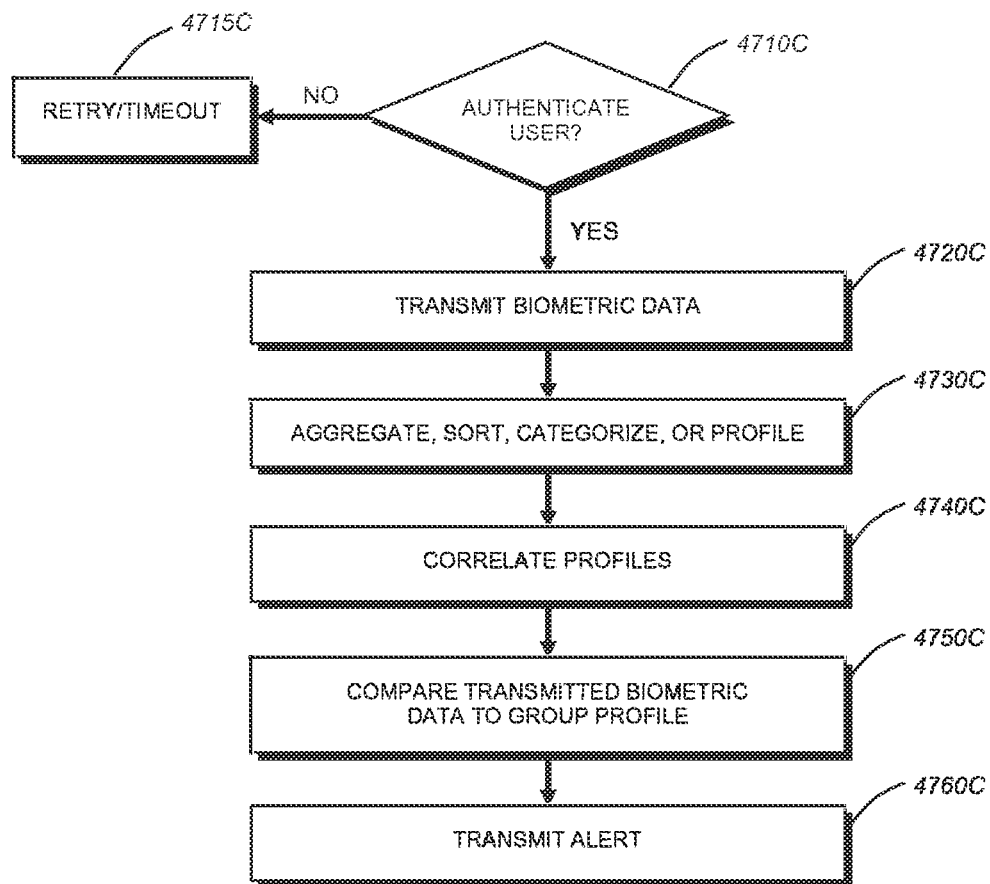 4715C
4710C
RETRY/TIMEOUT
NO
AUTHENTICATE
USER?
YES
4720C
TRANSMIT BIOMETRIC DATA
4730C
AGGREGATE, SORT, CATEGORIZE, OR PROFILE
4740C
CORRELATE PROFILES
4750C
COMPARE TRANSMITTED BIOMETRIC
DATA TO GROUP PROFILE
4760C
TRANSMIT ALERT